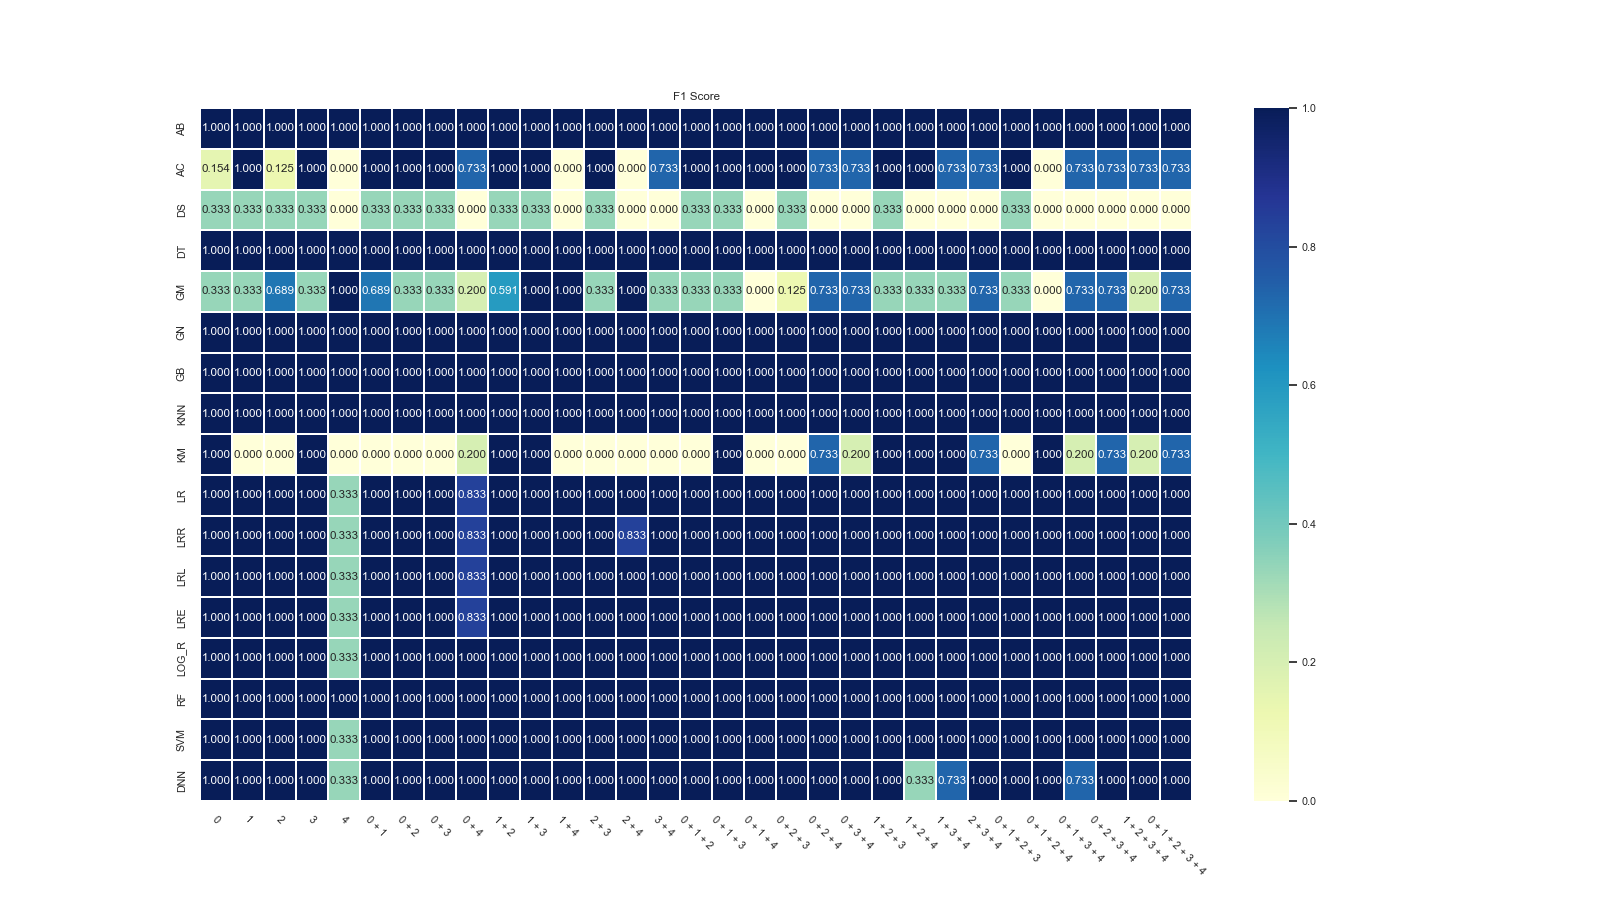 F1 Score
AB 1.000 1.000 1.000 1.000 1.000 1.000 1.000 1.000 1.000 1.000 1.000 1.000 1.000 1.000 1.000 1.000 1.000 1.000 1.000 1.000 1.000 1.000 1.000 1.000 1.000 1.000 1.000 1.000 1.000 1.000 1.000
AC 0.154 1.000 0.125 1.000 0.000 1.000 1.000 1.000 0.733 1.000 1.000 0.000 1.000 0.000 0.733 1.000 1.000 1.000 1.000 0.733 0.733 1.000 1.000 0.733 0.733 1.000 0.000 0.733 0.733 0.733 0.733
DS 0.333 0.333 0.333 0.333 0.000 0.333 0.333 0.333 0.000 0.333 0.333 0.000 0.333 0.000 0.000 0.333 0.333 0.000 0.333 0.000 0.000 0.333 0.000 0.000 0.000 0.333 0.000 0.000 0.000 0.000 0.000
DT 1.000 1.000 1.000 1.000 1.000 1.000 1.000 1.000 1.000 1.000 1.000 1.000 1.000 1.000 1.000 1.000 1.000 1.000 1.000 1.000 1.000 1.000 1.000 1.000 1.000 1.000 1.000 1.000 1.000 1.000 1.000
GM 0.333 0.333 0.689 0.333 1.000 0.689 0.333 0.333 0.200 0.591 1.000 1.000 0.333 1.000 0.333 0.333 0.333 0.000 0.125 0.733 0.733 0.333 0.333 0.333 0.733 0.333 0.000 0.733 0.733 0.200 0.733
GN 1.000 1.000 1.000 1.000 1.000 1.000 1.000 1.000 1.000 1.000 1.000 1.000 1.000 1.000 1.000 1.000 1.000 1.000 1.000 1.000 1.000 1.000 1.000 1.000 1.000 1.000 1.000 1.000 1.000 1.000 1.000
GB 1.000 1.000 1.000 1.000 1.000 1.000 1.000 1.000 1.000 1.000 1.000 1.000 1.000 1.000 1.000 1.000 1.000 1.000 1.000 1.000 1.000 1.000 1.000 1.000 1.000 1.000 1.000 1.000 1.000 1.000 1.000
KNN 1.000 1.000 1.000 1.000 1.000 1.000 1.000 1.000 1.000 1.000 1.000 1.000 1.000 1.000 1.000 1.000 1.000 1.000 1.000 1.000 1.000 1.000 1.000 1.000 1.000 1.000 1.000 1.000 1.000 1.000 1.000
KM 1.000 0.000 0.000 1.000 0.000 0.000 0.000 0.000 0.200 1.000 1.000 0.000 0.000 0.000 0.000 0.000 1.000 0.000 0.000 0.733 0.200 1.000 1.000 1.000 0.733 0.000 1.000 0.200 0.733 0.200 0.733
LR 1.000 1.000 1.000 1.000 0.333 1.000 1.000 1.000 0.833 1.000 1.000 1.000 1.000 1.000 1.000 1.000 1.000 1.000 1.000 1.000 1.000 1.000 1.000 1.000 1.000 1.000 1.000 1.000 1.000 1.000 1.000
LRR 1.000 1.000 1.000 1.000 0.333 1.000 1.000 1.000 0.833 1.000 1.000 1.000 1.000 0.833 1.000 1.000 1.000 1.000 1.000 1.000 1.000 1.000 1.000 1.000 1.000 1.000 1.000 1.000 1.000 1.000 1.000
LRL 1.000 1.000 1.000 1.000 0.333 1.000 1.000 1.000 0.833 1.000 1.000 1.000 1.000 1.000 1.000 1.000 1.000 1.000 1.000 1.000 1.000 1.000 1.000 1.000 1.000 1.000 1.000 1.000 1.000 1.000 1.000
LRE 1.000 1.000 1.000 1.000 0.333 1.000 1.000 1.000 0.833 1.000 1.000 1.000 1.000 1.000 1.000 1.000 1.000 1.000 1.000 1.000 1.000 1.000 1.000 1.000 1.000 1.000 1.000 1.000 1.000 1.000 1.000
LOG_R 1.000 1.000 1.000 1.000 0.333 1.000 1.000 1.000 1.000 1.000 1.000 1.000 1.000 1.000 1.000 1.000 1.000 1.000 1.000 1.000 1.000 1.000 1.000 1.000 1.000 1.000 1.000 1.000 1.000 1.000 1.000
RF 1.000 1.000 1.000 1.000 1.000 1.000 1.000 1.000 1.000 1.000 1.000 1.000 1.000 1.000 1.000 1.000 1.000 1.000 1.000 1.000 1.000 1.000 1.000 1.000 1.000 1.000 1.000 1.000 1.000 1.000 1.000
SVM 1.000 1.000 1.000 1.000 0.333 1.000 1.000 1.000 1.000 1.000 1.000 1.000 1.000 1.000 1.000 1.000 1.000 1.000 1.000 1.000 1.000 1.000 1.000 1.000 1.000 1.000 1.000 1.000 1.000 1.000 1.000
DNN 1.000 1.000 1.000 1.000 0.333 1.000 1.000 1.000 1.000 1.000 1.000 1.000 1.000 1.000 1.000 1.000 1.000 1.000 1.000 1.000 1.000 1.000 0.333 0.733 1.000 1.000 1.000 0.733 1.000 1.000 1.000
0
1
2
3
4
0 + 1
0 + 2
0 + 3
0 + 4
1 + 2
1 + 3
1 + 4
2 + 3
2 + 4
3 + 4
0 + 1 + 2
0 + 1 + 3
0 + 1 + 4
0 + 2 + 3
0 + 2 + 4
0 + 3 + 4
1 + 2 + 3
1 + 2 + 4
1 + 3 + 4
2 + 3 + 4
0 + 1 + 2 + 3
0 + 1 + 2 + 4
0 + 1 + 3 + 4
0 + 2 + 3 + 4
1 + 2 + 3 + 4
0 + 1 + 2 + 3 + 4
1.0
0.8
0.6
0.4
0.2
0.0